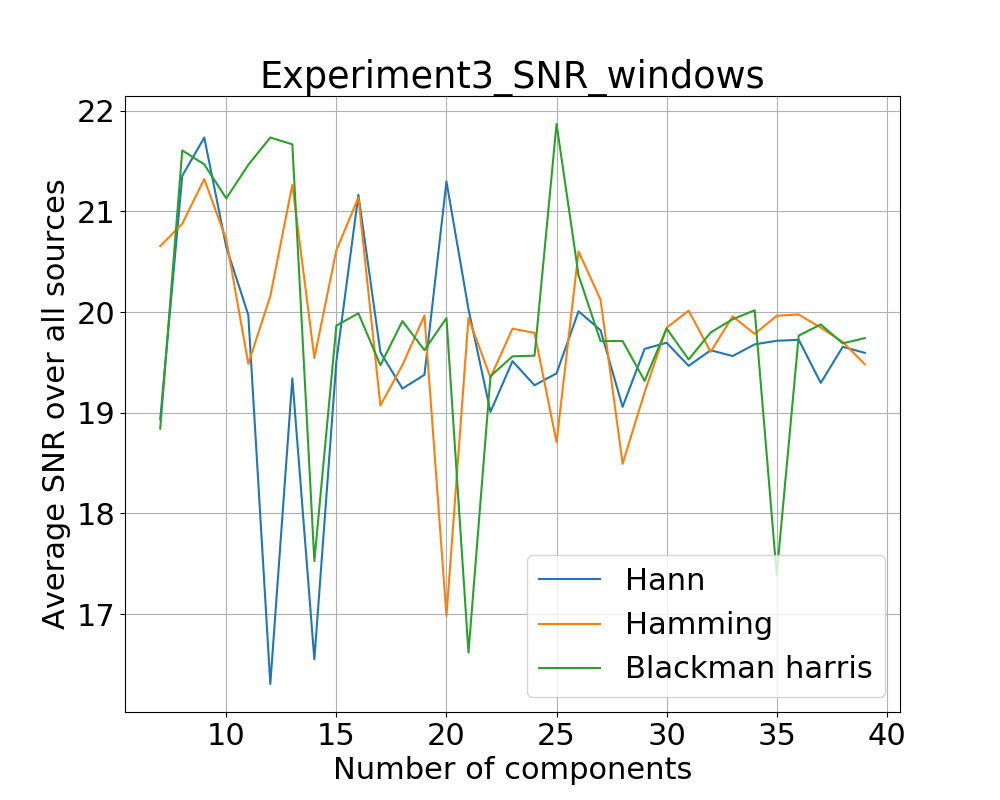 Experiment3_SNR_windows
Average SNR over all sources
22
21
20
19
18
17
Hann
Hamming
Blackman harris
10 15 20 25 30 35 40
Number of components